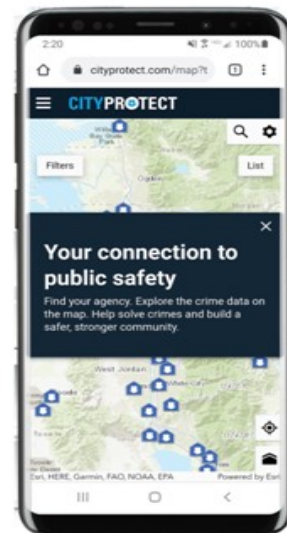 2:20
100%
cityprotect.com/map?t
CITYPROTECT
Filters
List
Ogden
Your connection to
public safety
Find your agency. Explore the crime data on
the map. Help solve crimes and build a
safer, stronger community.
West Jordan
Esri, HERE, Garmin, FAO, NOAA, EPA
Powered by Esri